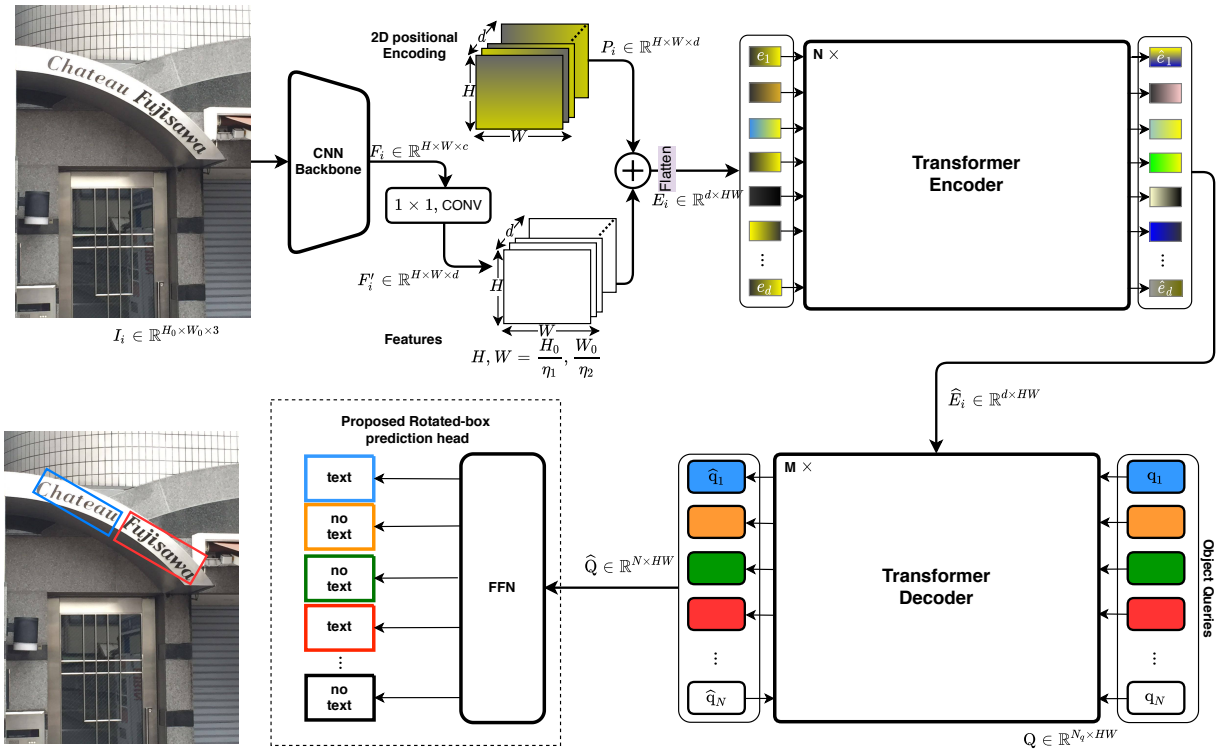 Chateau Fujisawa
I_i ∈ ℝ^{H_0×W_0×3}
CNN
Backbone
F_i ∈ ℝ^{H×W×c}
1 × 1, CONV
F'_i ∈ ℝ^{H×W×d}
2D positional
Encoding
d
H
W
P_i ∈ ℝ^{H×W×d}
d
H
W
Features
H, W = \frac{H_0}{η_1}, \frac{W_0}{η_2}
+
Flatten
E_i ∈ ℝ^{d×HW}
e_1
⋮
e_d
N ×
Transformer
Encoder
ê_1
⋮
ê_d
Ê_i ∈ ℝ^{d×HW}
M ×
Transformer
Decoder
q_1
⋮
q_N
Object Queries
Q ∈ ℝ^{N_q×HW}
q̂_1
⋮
q̂_N
Q̂ ∈ ℝ^{N×HW}
Proposed Rotated-box
prediction head
FFN
text
no
text
no
text
text
⋮
no
text
Chateau Fujisawa